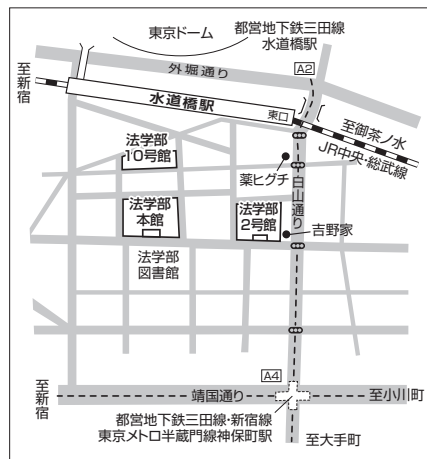 東京ドーム
都営地下鉄三田線
水道橋駅
A2
外堀通り
至新宿
水道橋駅
東口
至御茶ノ水
JR中央・総武線
法学部
10号館
薬ヒグチ
白山通り
法学部
本館
法学部
2号館
吉野家
法学部
図書館
A4
至新宿
靖国通り
至小川町
都営地下鉄三田線・新宿線
東京メトロ半蔵門線神保町駅
至大手町